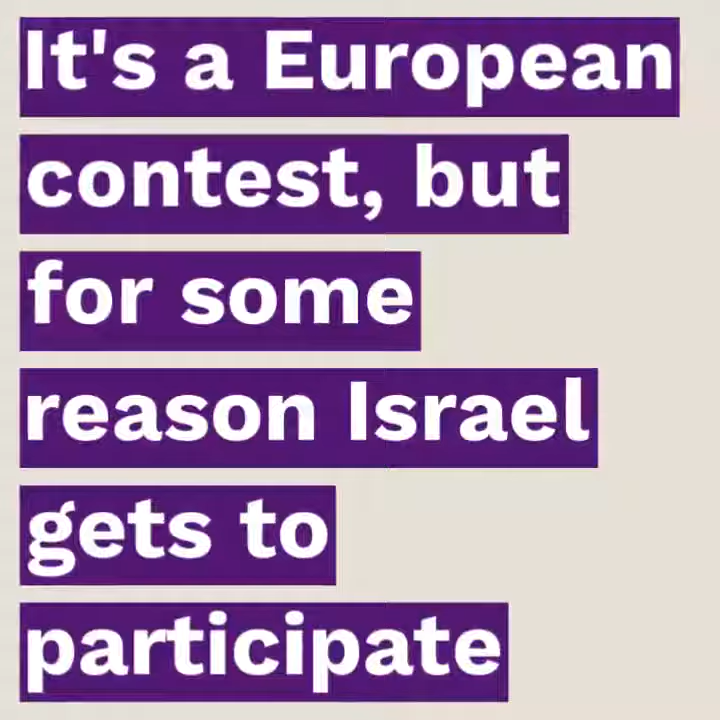 It's a European
contest, but
for some
reason Israel
gets to
participate